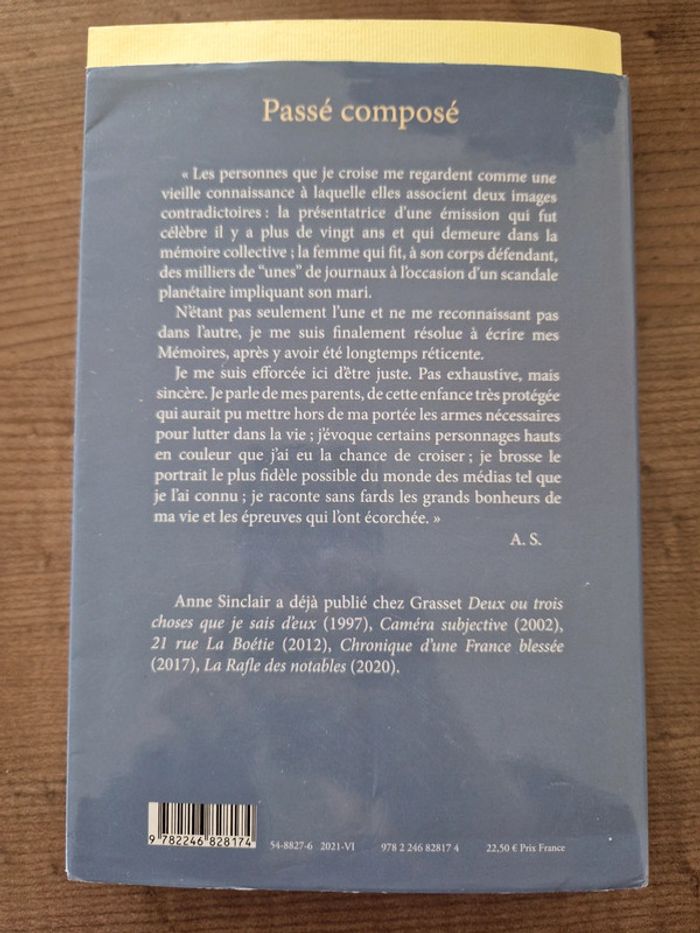 Passé composé
« Les personnes que je croise me regardent comme une
vieille connaissance à laquelle elles associent deux images
contradictoires : la présentatrice d'une émission qui fut
célèbre il y a plus de vingt ans et qui demeure dans la
mémoire collective ; la femme qui fit, à son corps défendant,
des milliers de “unes” de journaux à l'occasion d'un scandale
planétaire impliquant son mari.
N'étant pas seulement l'une et ne me reconnaissant pas
dans l'autre, je me suis finalement résolue à écrire mes
Mémoires, après y avoir été longtemps réticente.
Je me suis efforcée ici d'être juste. Pas exhaustive, mais
sincère. Je parle de mes parents, de cette enfance très protégée
qui aurait pu mettre hors de ma portée les armes nécessaires
pour lutter dans la vie ; j'évoque certains personnages hauts
en couleur que j'ai eu la chance de croiser ; je brosse le
portrait le plus fidèle possible du monde des médias tel que
je l'ai connu ; je raconte sans fards les grands bonheurs de
ma vie et les épreuves qui l'ont écorchée. »
A. S.
Anne Sinclair a déjà publié chez Grasset Deux ou trois
choses que je sais d'eux (1997), Caméra subjective (2002),
21 rue La Boétie (2012), Chronique d'une France blessée
(2017), La Rafle des notables (2020).
9 782246 828174
54-8827-6 2021-VI 978 2 246 82817 4 22,50 € Prix France